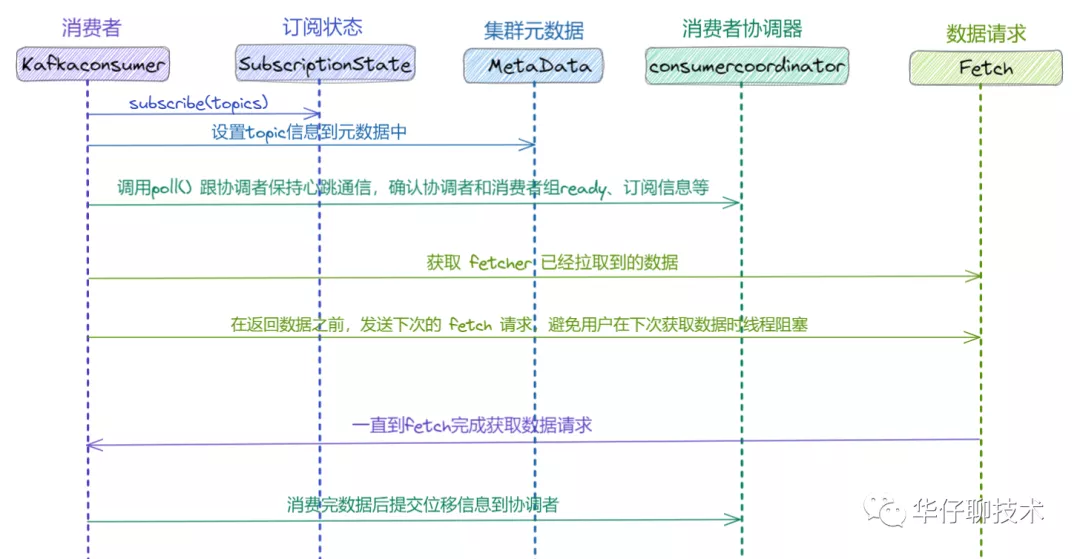 消费者
订阅状态
集群元数据
消费者协调器
数据请求
Kafkaconsumer
SubscriptionState
MetaData
consumercoordinator
Fetch
subscribe(topics)
设置topic信息到元数据中
调用poll() 跟协调者保持心跳通信，确认协调者和消费者组ready、订阅信息等
获取 fetcher 已经拉取到的数据
在返回数据之前，发送下次的 fetch 请求，避免用户在下次获取数据时线程阻塞
一直到fetch完成获取数据请求
消费完数据后提交位移信息到协调者
华仔聊技术